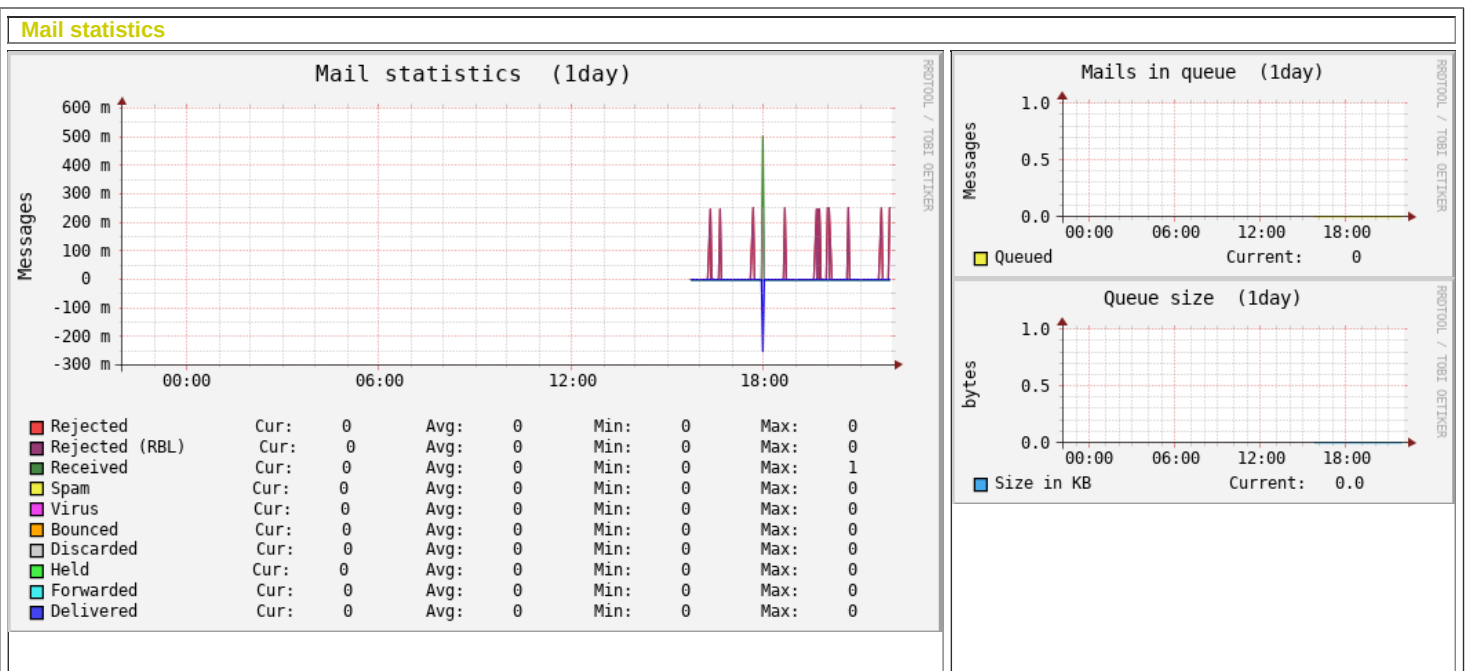 Mail statistics
Mail statistics (1day)
RRDTOOL / TOBI OETIKER
Messages
600 m
500 m
400 m
300 m
200 m
100 m
0
-100 m
-200 m
-300 m
00:00 06:00 12:00 18:00
Rejected Cur: 0 Avg: 0 Min: 0 Max: 0
Rejected (RBL) Cur: 0 Avg: 0 Min: 0 Max: 0
Received Cur: 0 Avg: 0 Min: 0 Max: 1
Spam Cur: 0 Avg: 0 Min: 0 Max: 0
Virus Cur: 0 Avg: 0 Min: 0 Max: 0
Bounced Cur: 0 Avg: 0 Min: 0 Max: 0
Discarded Cur: 0 Avg: 0 Min: 0 Max: 0
Held Cur: 0 Avg: 0 Min: 0 Max: 0
Forwarded Cur: 0 Avg: 0 Min: 0 Max: 0
Delivered Cur: 0 Avg: 0 Min: 0 Max: 0
Mails in queue (1day)
RRDTOOL / TOBI OETIKER
Messages
1.0
0.5
0.0
00:00 06:00 12:00 18:00
Queued Current: 0
Queue size (1day)
RRDTOOL / TOBI OETIKER
bytes
1.0
0.5
0.0
00:00 06:00 12:00 18:00
Size in KB Current: 0.0